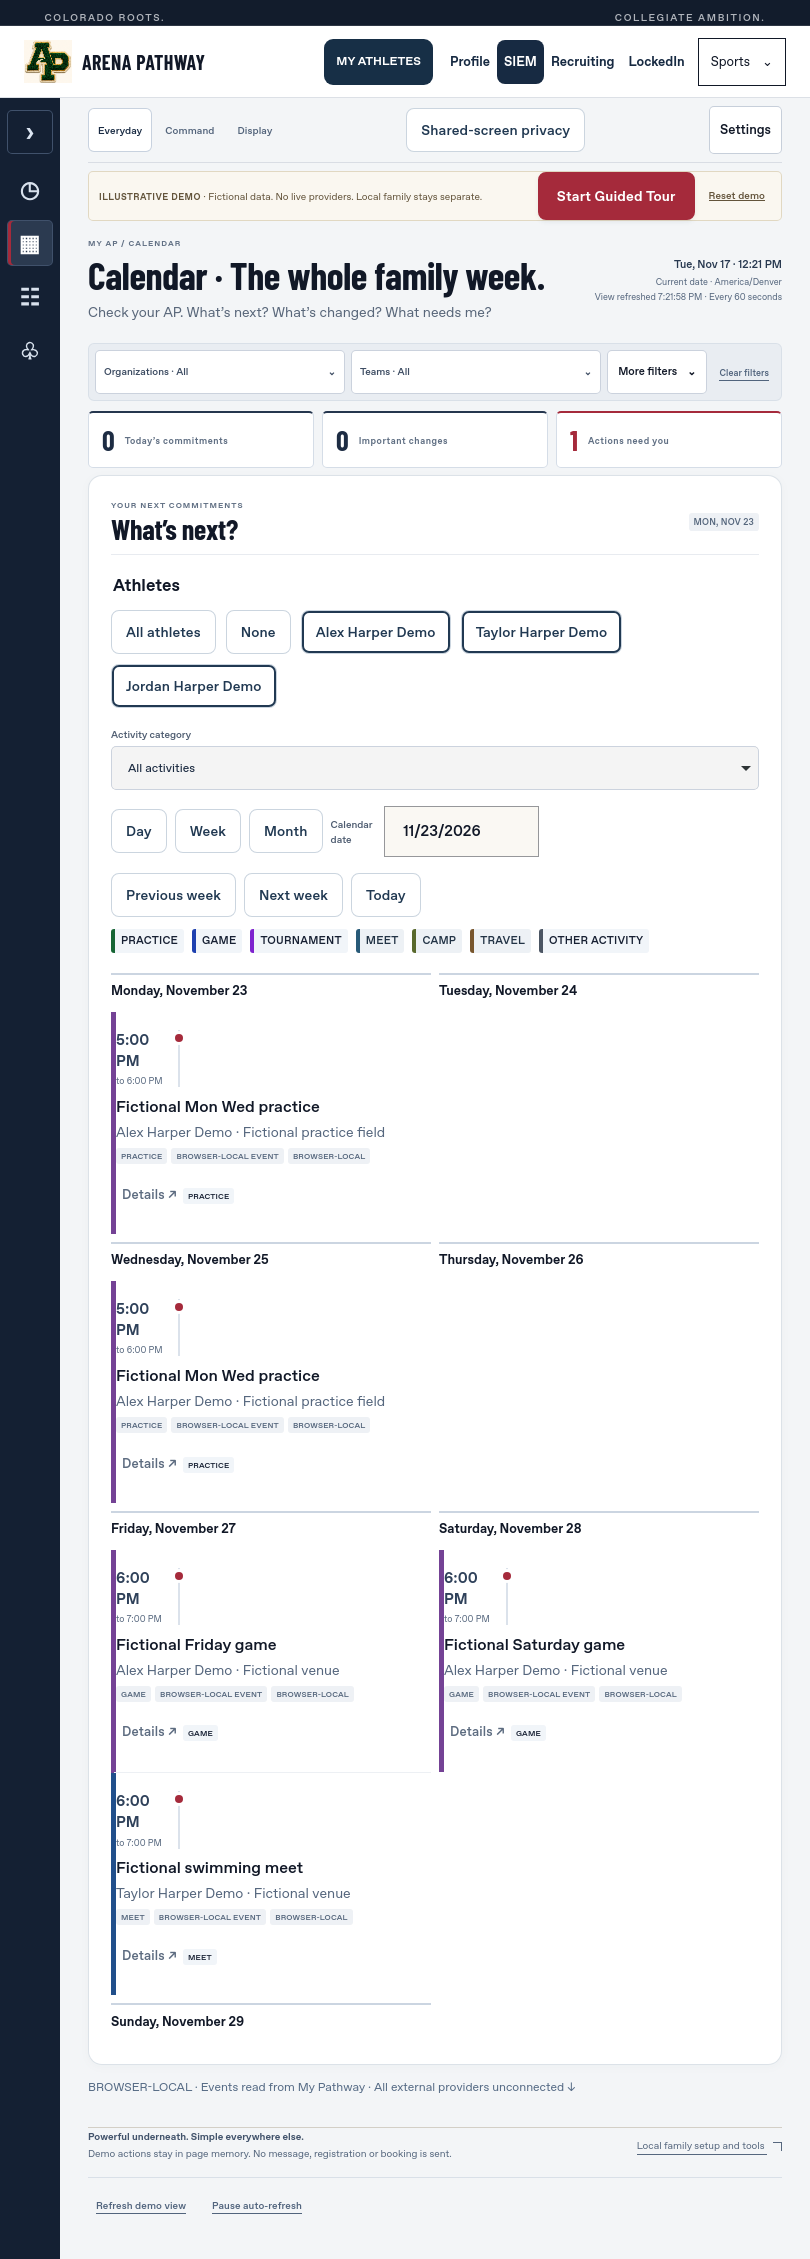 COLORADO ROOTS.
COLLEGIATE AMBITION.
AP
ARENA PATHWAY
MY ATHLETES
Profile
SIEM
Recruiting
LockedIn
Sports
Everyday
Command
Display
Shared-screen privacy
Settings
ILLUSTRATIVE DEMO · Fictional data. No live providers. Local family stays separate.
Start Guided Tour
Reset demo
MY AP / CALENDAR
Calendar · The whole family week.
Check your AP. What’s next? What’s changed? What needs me?
Tue, Nov 17 · 12:21 PM
Current date · America/Denver
View refreshed 7:21:58 PM · Every 60 seconds
Organizations · All
Teams · All
More filters
Clear filters
0 Today’s commitments
0 Important changes
1 Actions need you
YOUR NEXT COMMITMENTS
What’s next?
MON, NOV 23
Athletes
All athletes
None
Alex Harper Demo
Taylor Harper Demo
Jordan Harper Demo
Activity category
All activities
Day
Week
Month
Calendar
date
11/23/2026
Previous week
Next week
Today
PRACTICE
GAME
TOURNAMENT
MEET
CAMP
TRAVEL
OTHER ACTIVITY
Monday, November 23
5:00
PM
to 6:00 PM
Fictional Mon Wed practice
Alex Harper Demo · Fictional practice field
PRACTICE
BROWSER-LOCAL EVENT
BROWSER-LOCAL
Details ↗
PRACTICE
Tuesday, November 24
Wednesday, November 25
5:00
PM
to 6:00 PM
Fictional Mon Wed practice
Alex Harper Demo · Fictional practice field
PRACTICE
BROWSER-LOCAL EVENT
BROWSER-LOCAL
Details ↗
PRACTICE
Thursday, November 26
Friday, November 27
6:00
PM
to 7:00 PM
Fictional Friday game
Alex Harper Demo · Fictional venue
GAME
BROWSER-LOCAL EVENT
BROWSER-LOCAL
Details ↗
GAME
6:00
PM
to 7:00 PM
Fictional swimming meet
Taylor Harper Demo · Fictional venue
MEET
BROWSER-LOCAL EVENT
BROWSER-LOCAL
Details ↗
MEET
Saturday, November 28
6:00
PM
to 7:00 PM
Fictional Saturday game
Alex Harper Demo · Fictional venue
GAME
BROWSER-LOCAL EVENT
BROWSER-LOCAL
Details ↗
GAME
Sunday, November 29
BROWSER-LOCAL · Events read from My Pathway · All external providers unconnected ↓
Powerful underneath. Simple everywhere else.
Demo actions stay in page memory. No message, registration or booking is sent.
Local family setup and tools
Refresh demo view
Pause auto-refresh